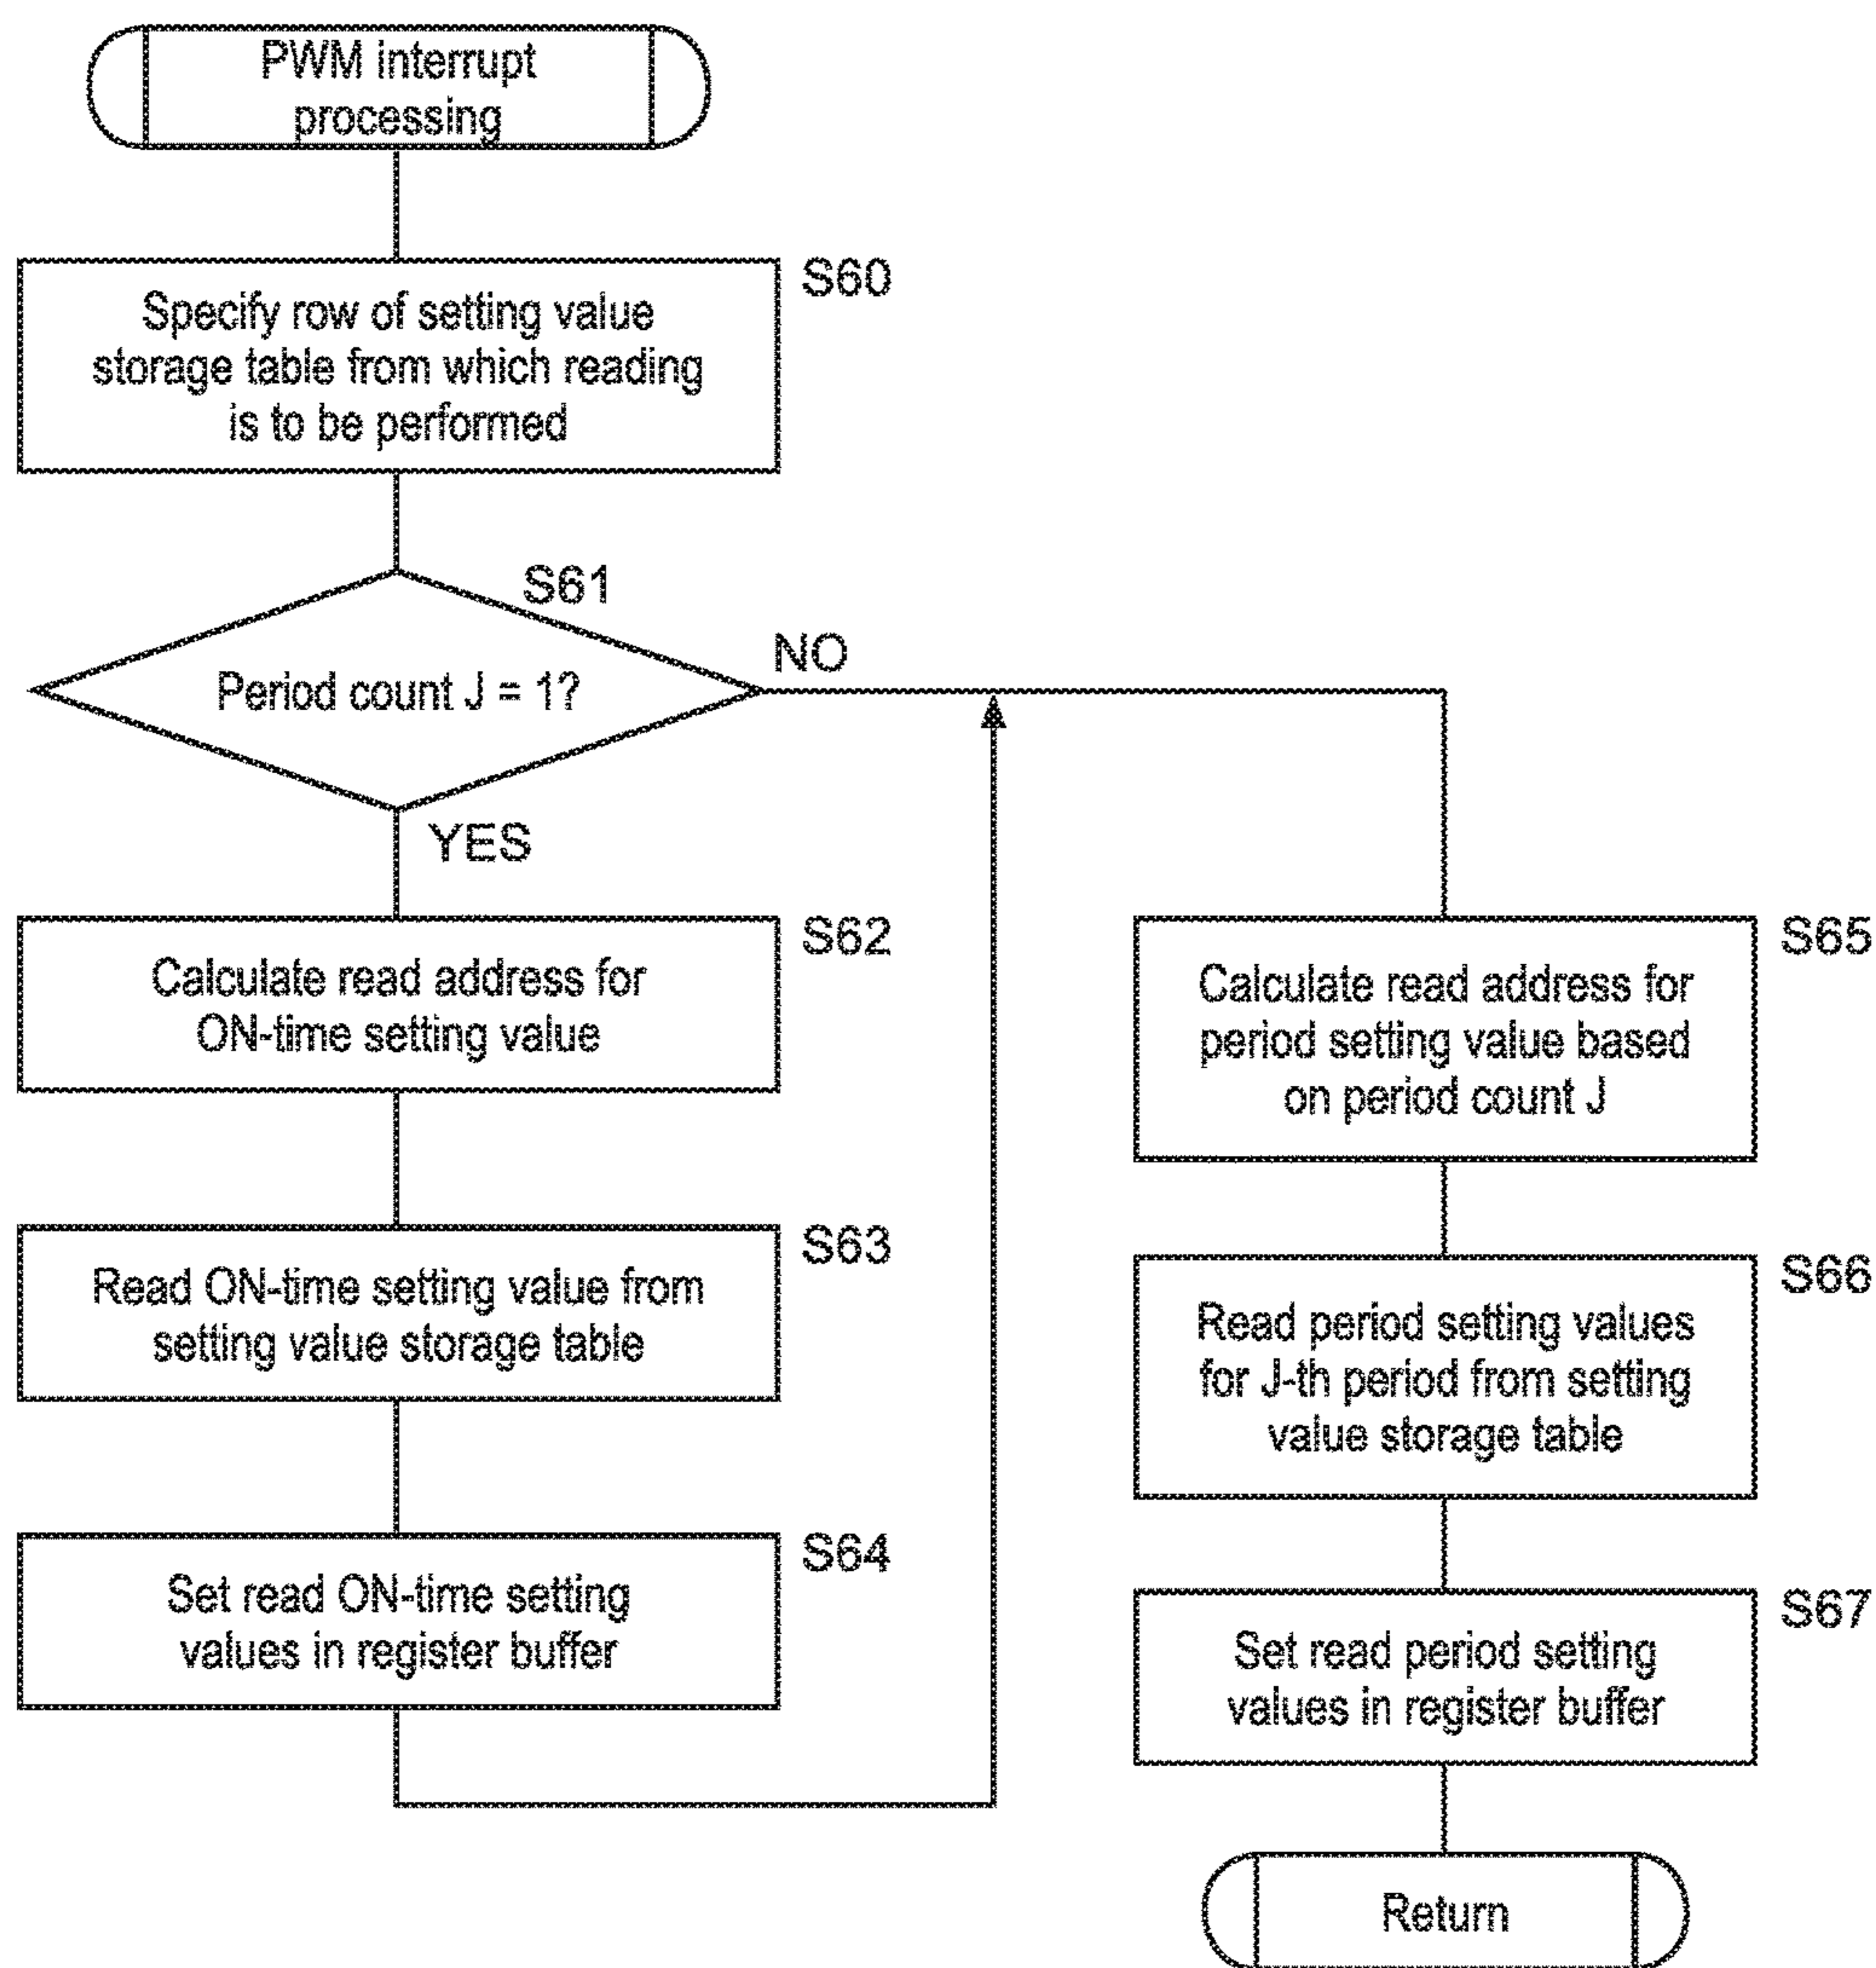 PWM interrupt
processing
S60
Specify row of setting value
storage table from which reading
is to be performed
S61
Period count J = 1?
NO
YES
S62
Calculate read address for
ON-time setting value
S63
Read ON-time setting value from
setting value storage table
S64
Set read ON-time setting
values in register buffer
S65
Calculate read address for
period setting value based
on period count J
S66
Read period setting values
for J-th period from setting
value storage table
S67
Set read period setting
values in register buffer
Return